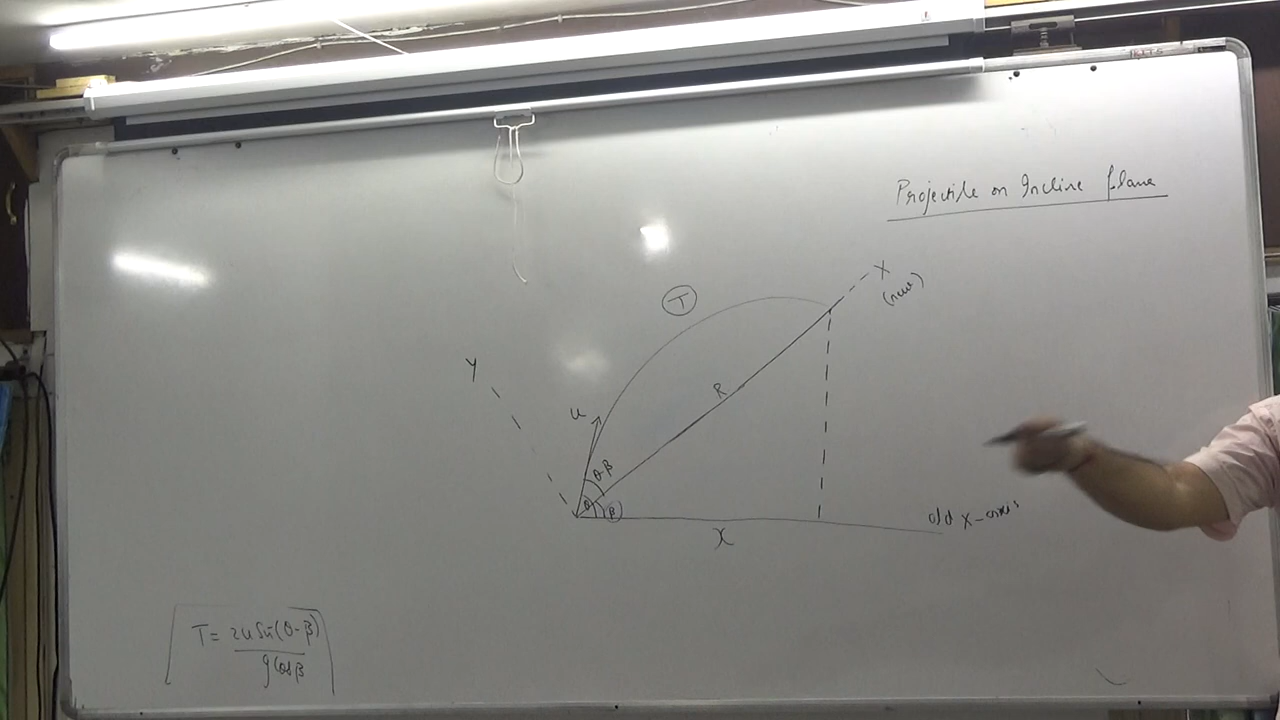 Projectile on Incline plane
X
(new)
T
Y
R
u
θ-β
θ
β
old X-axis
X
T = 2u Sin(θ-β)
g Cos β